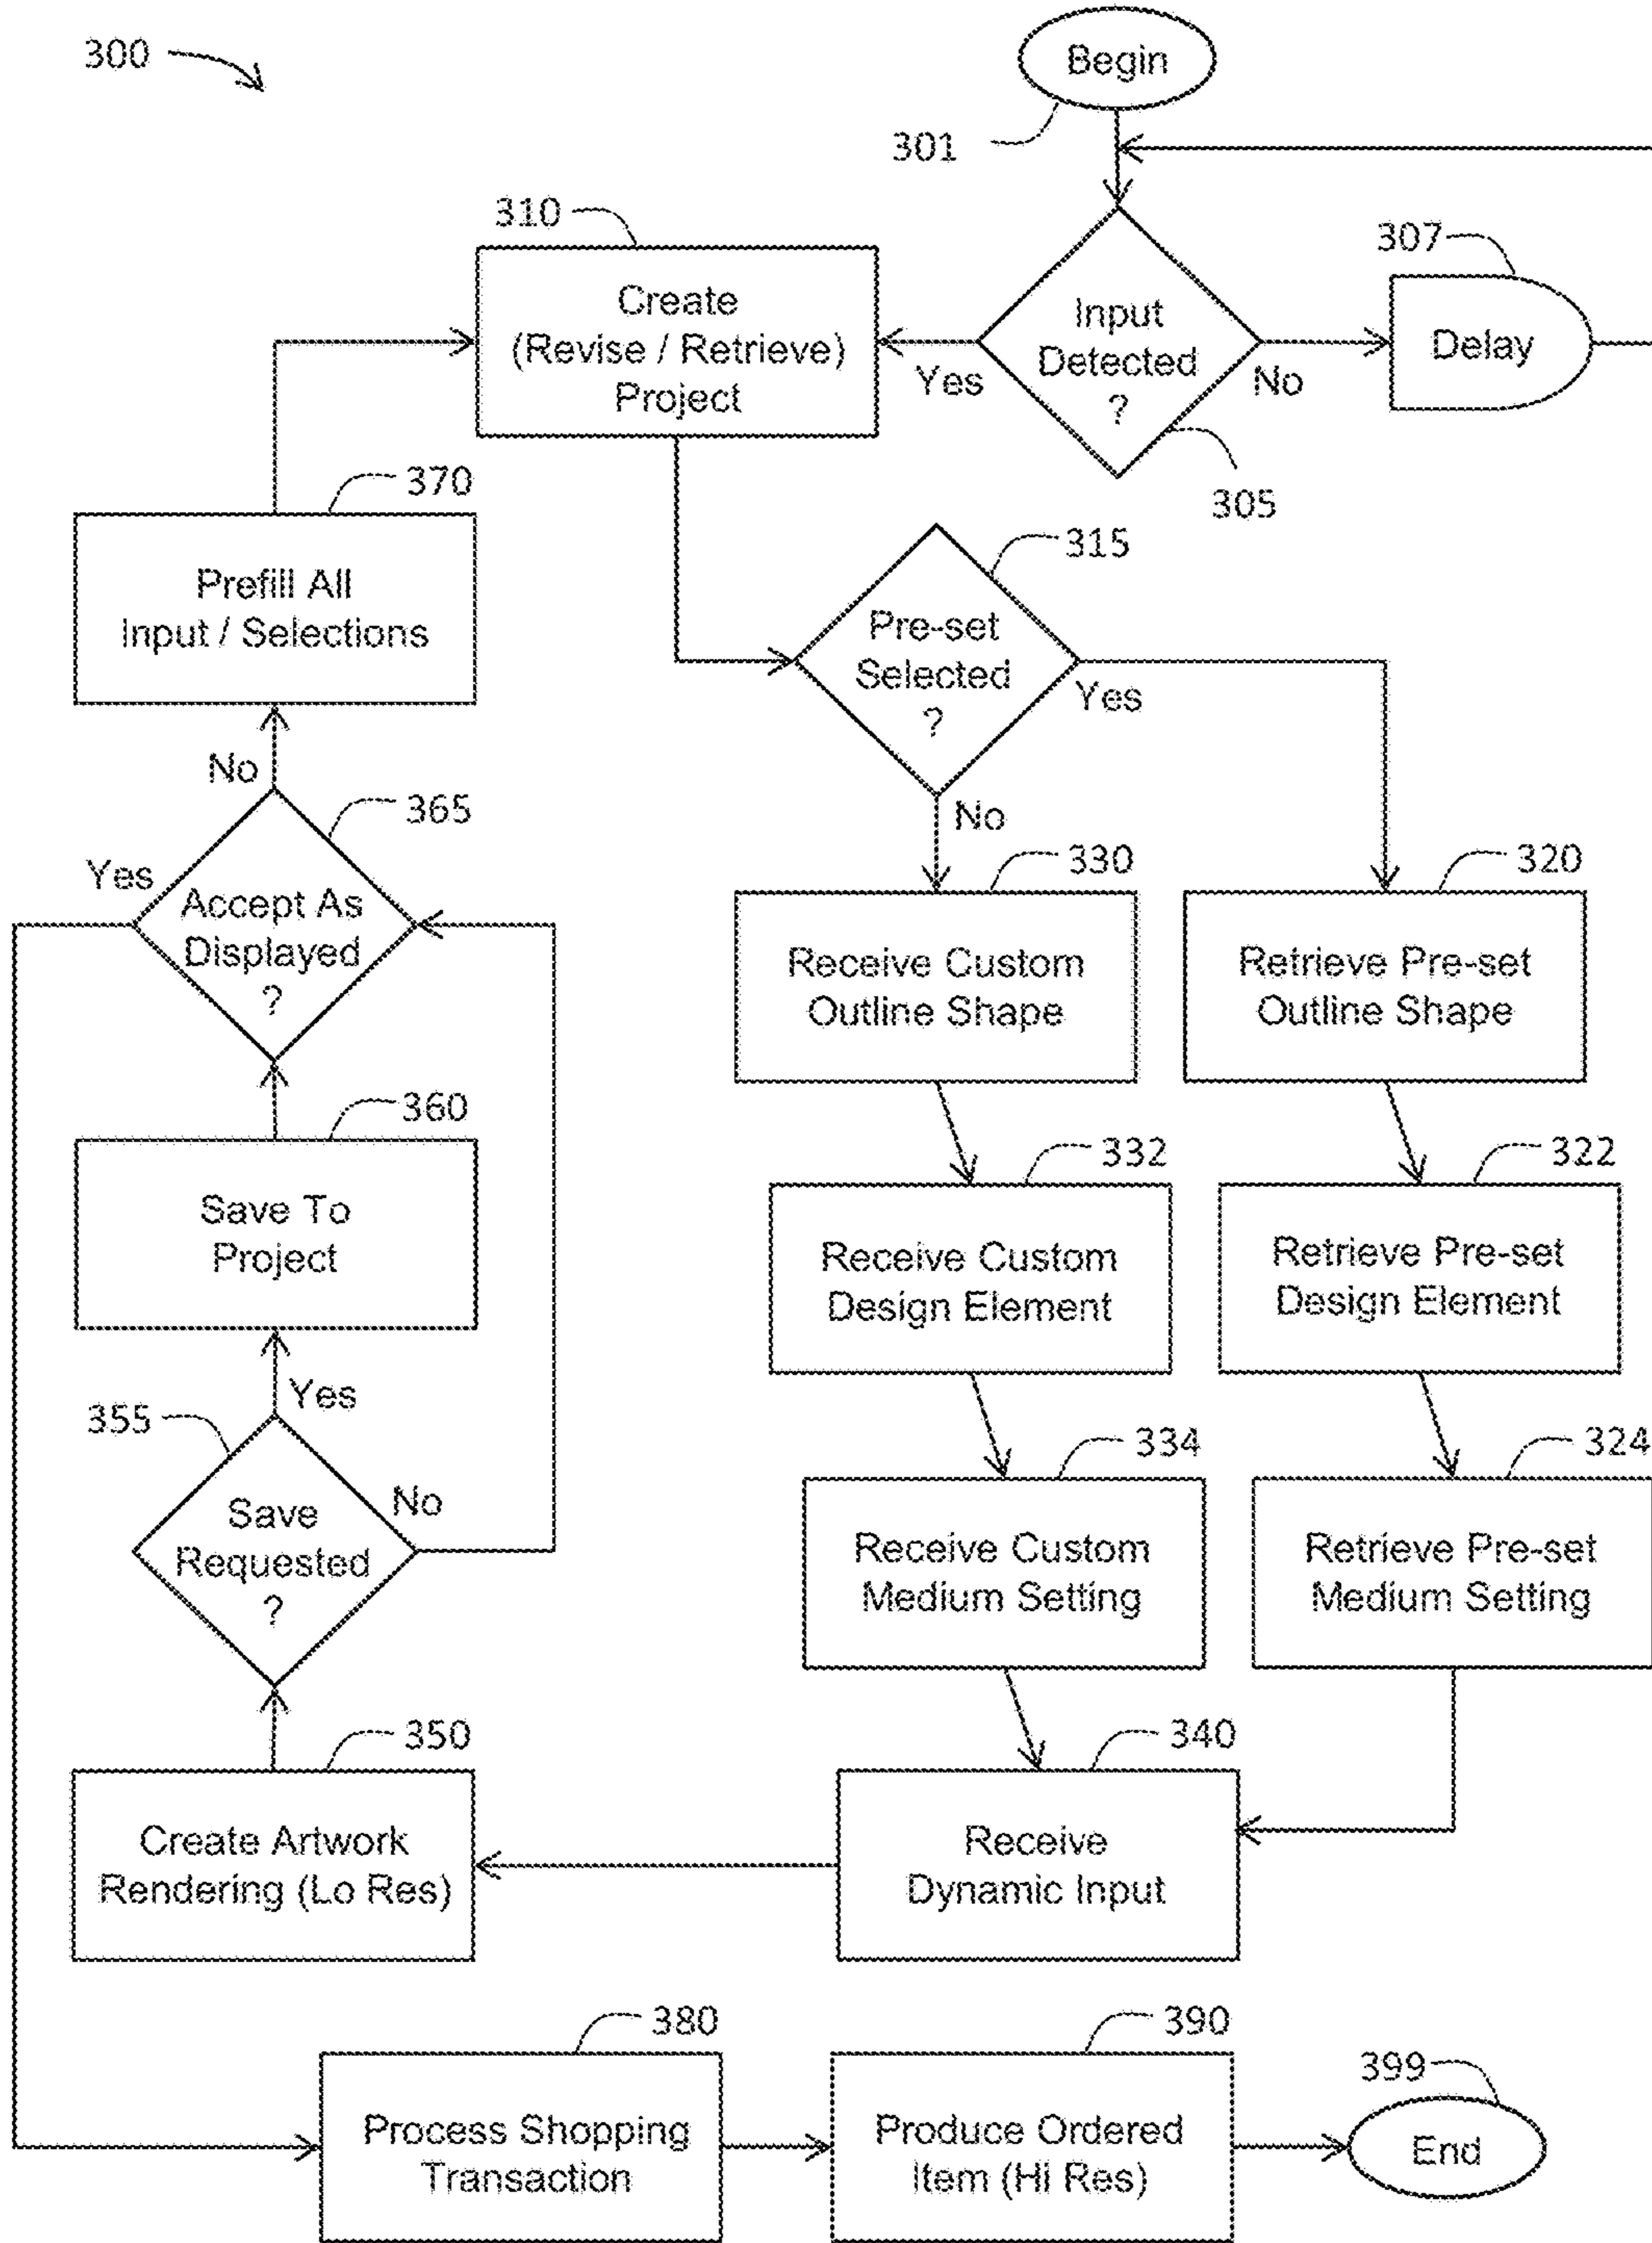 300
Begin
301
310
307
Create
(Revise / Retrieve)
Project
Input
Detected
?
Yes
No
Delay
305
370
315
Prefill All
Input / Selections
Pre-set
Selected
?
Yes
No
No
365
Yes
Accept As
Displayed
?
330
320
Receive Custom
Outline Shape
Retrieve Pre-set
Outline Shape
360
332
322
Save To
Project
Receive Custom
Design Element
Retrieve Pre-set
Design Element
Yes
355
334
324
No
Save
Requested
?
Receive Custom
Medium Setting
Retrieve Pre-set
Medium Setting
350
340
Create Artwork
Rendering (Lo Res)
Receive
Dynamic Input
380
390
399
Process Shopping
Transaction
Produce Ordered
Item (Hi Res)
End